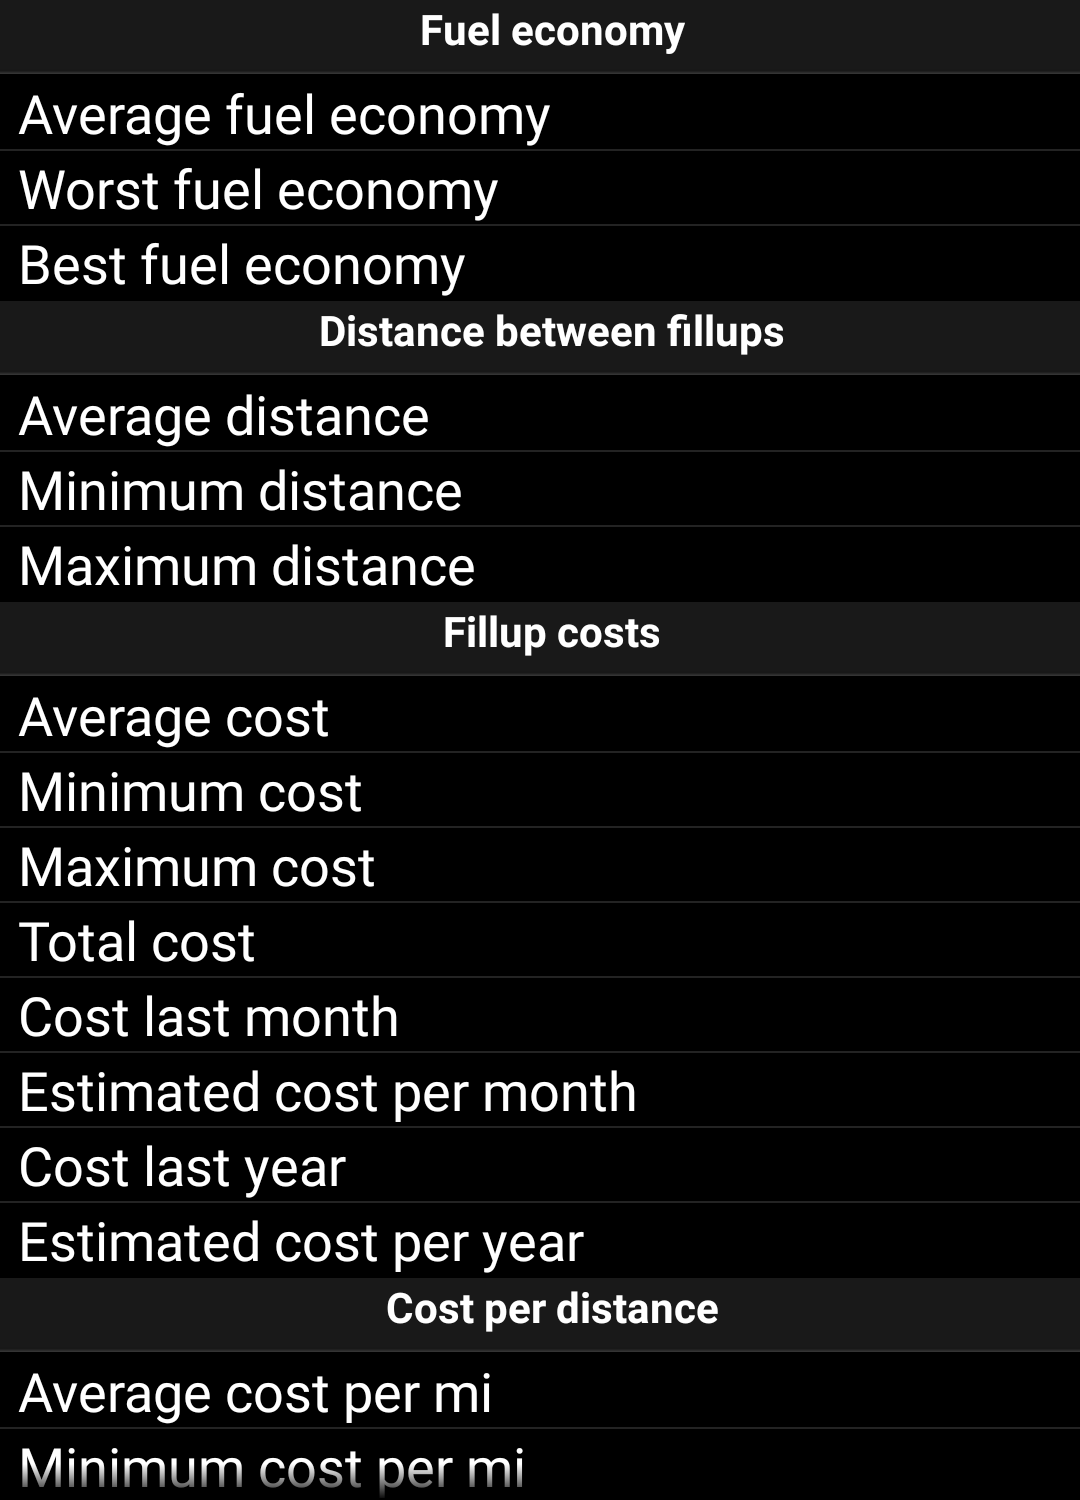 Fuel economy
Average fuel economy
Worst fuel economy
Best fuel economy
Distance between fillups
Average distance
Minimum distance
Maximum distance
Fillup costs
Average cost
Minimum cost
Maximum cost
Total cost
Cost last month
Estimated cost per month
Cost last year
Estimated cost per year
Cost per distance
Average cost per mi
Minimum cost per mi